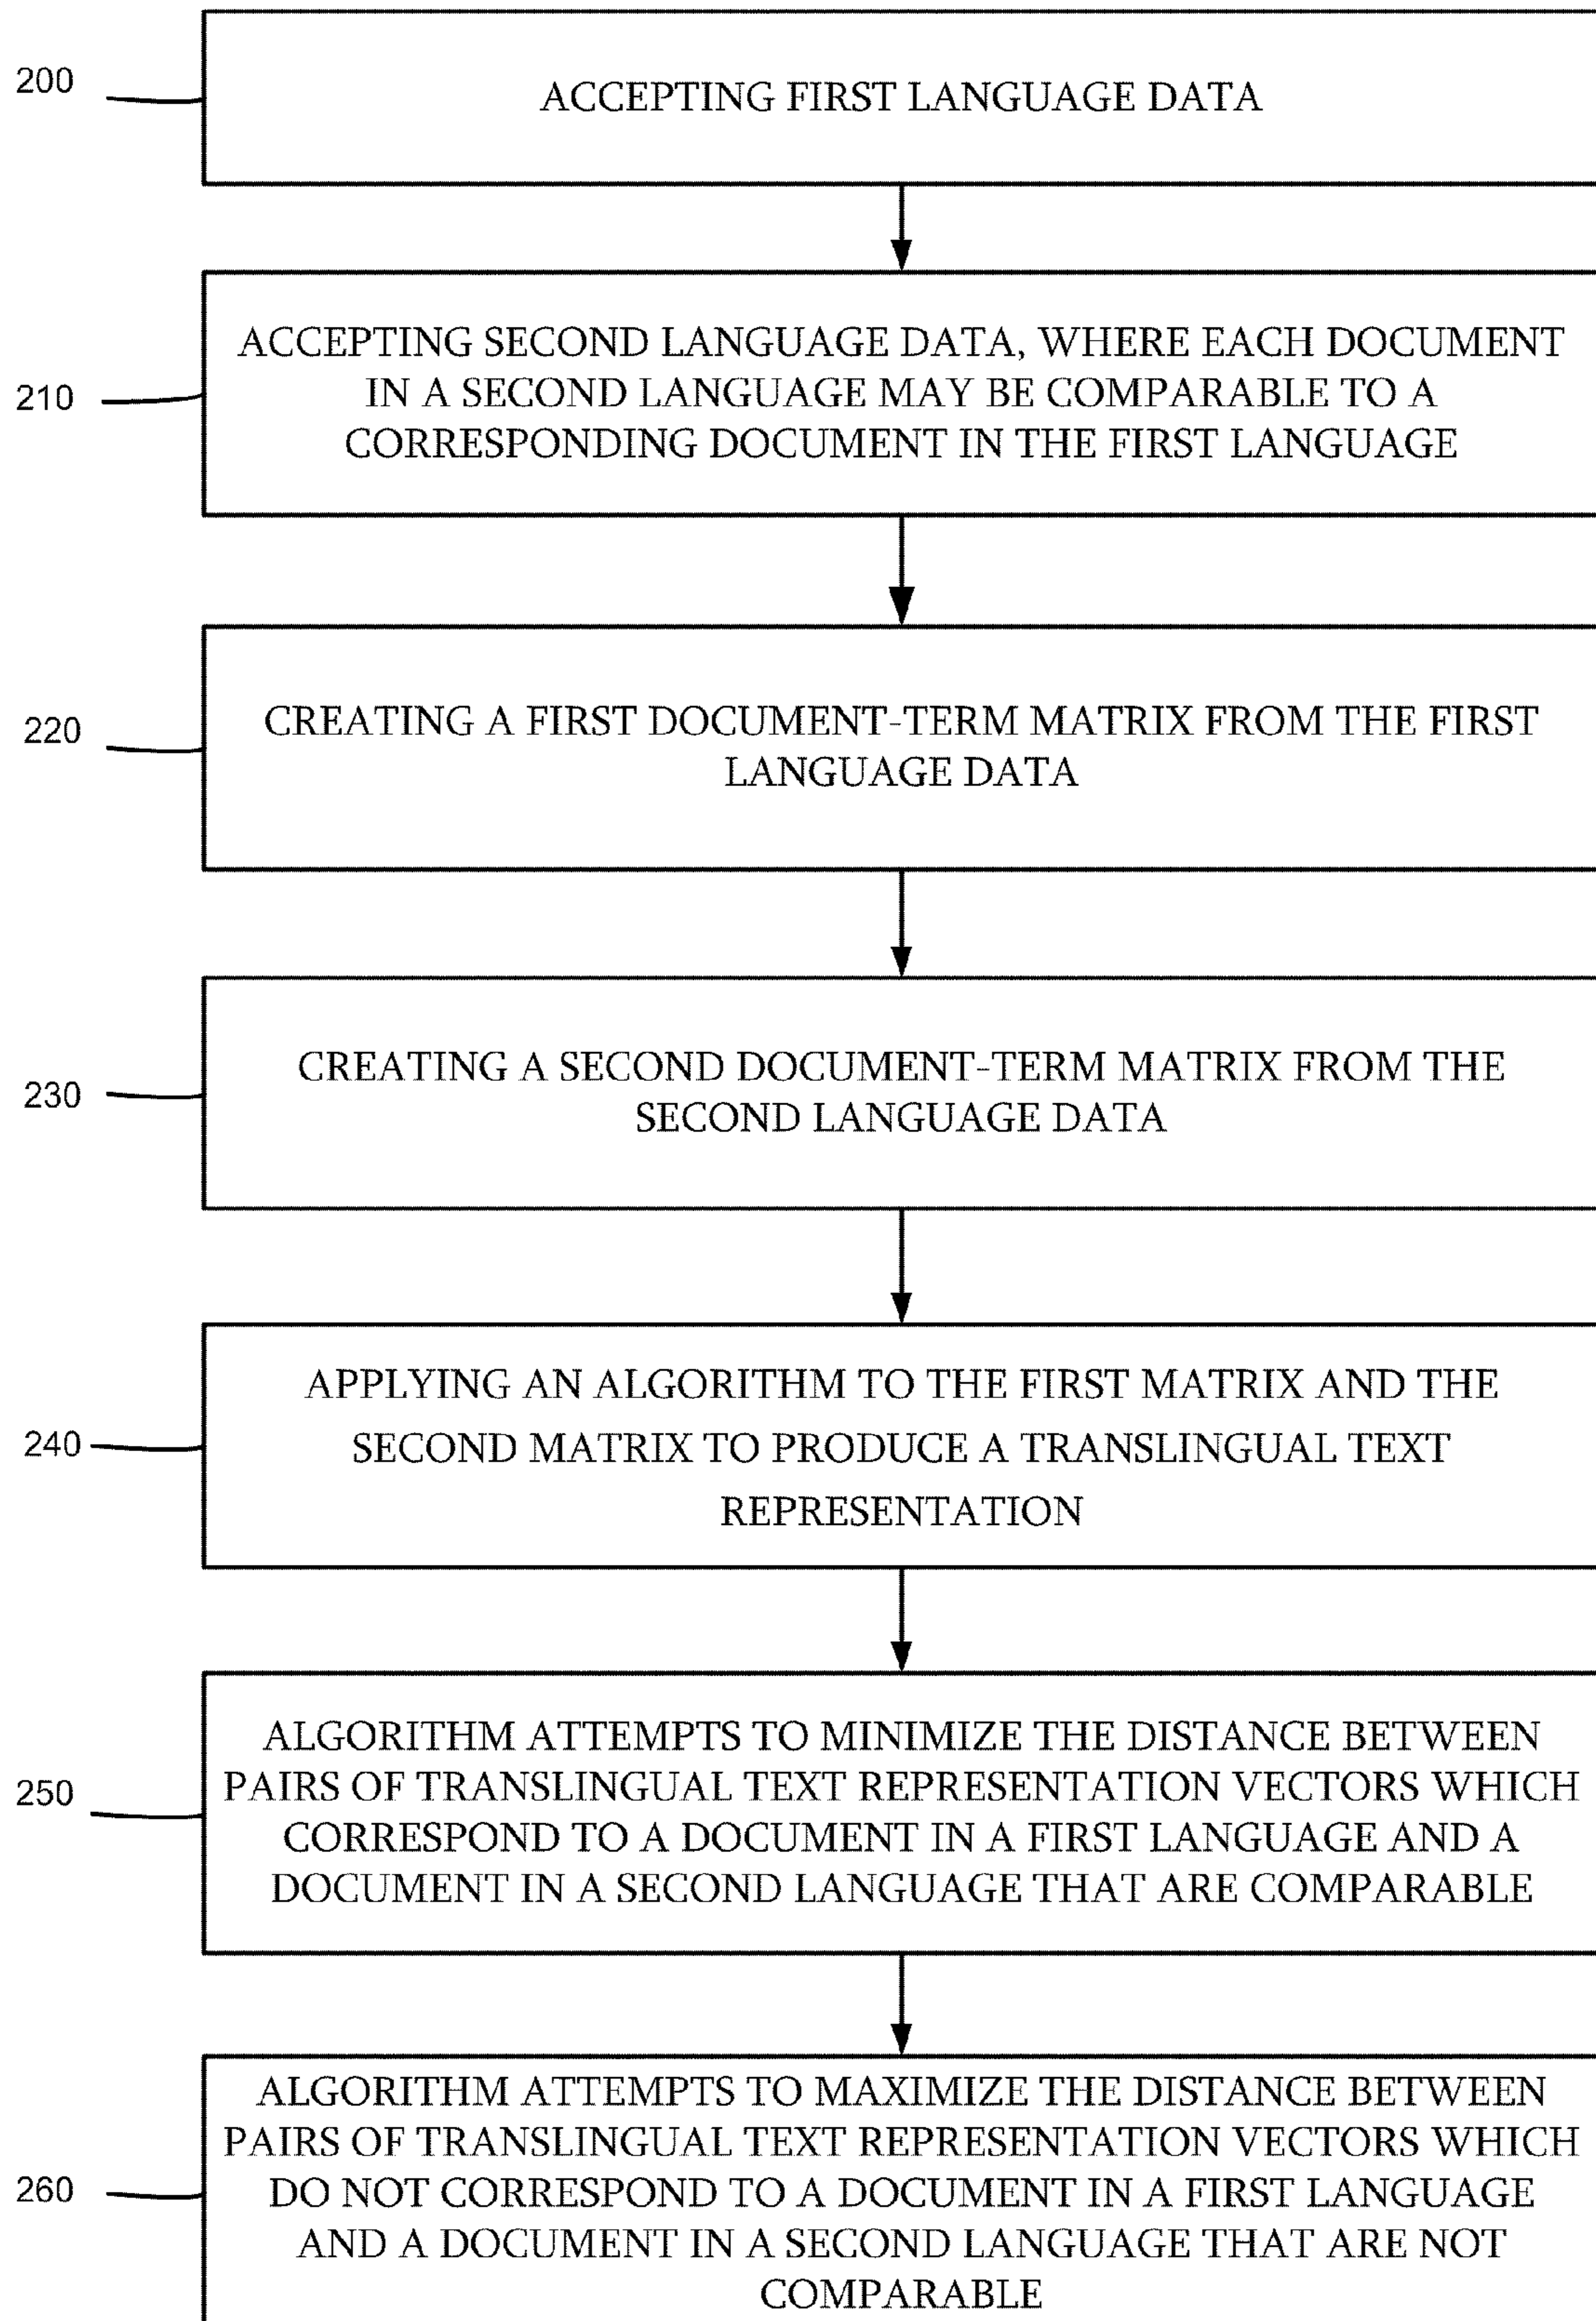 200
ACCEPTING FIRST LANGUAGE DATA
210
ACCEPTING SECOND LANGUAGE DATA, WHERE EACH DOCUMENT
IN A SECOND LANGUAGE MAY BE COMPARABLE TO A
CORRESPONDING DOCUMENT IN THE FIRST LANGUAGE
220
CREATING A FIRST DOCUMENT-TERM MATRIX FROM THE FIRST
LANGUAGE DATA
230
CREATING A SECOND DOCUMENT-TERM MATRIX FROM THE
SECOND LANGUAGE DATA
240
APPLYING AN ALGORITHM TO THE FIRST MATRIX AND THE
SECOND MATRIX TO PRODUCE A TRANSLINGUAL TEXT
REPRESENTATION
250
ALGORITHM ATTEMPTS TO MINIMIZE THE DISTANCE BETWEEN
PAIRS OF TRANSLINGUAL TEXT REPRESENTATION VECTORS WHICH
CORRESPOND TO A DOCUMENT IN A FIRST LANGUAGE AND A
DOCUMENT IN A SECOND LANGUAGE THAT ARE COMPARABLE
260
ALGORITHM ATTEMPTS TO MAXIMIZE THE DISTANCE BETWEEN
PAIRS OF TRANSLINGUAL TEXT REPRESENTATION VECTORS WHICH
DO NOT CORRESPOND TO A DOCUMENT IN A FIRST LANGUAGE
AND A DOCUMENT IN A SECOND LANGUAGE THAT ARE NOT
COMPARABLE